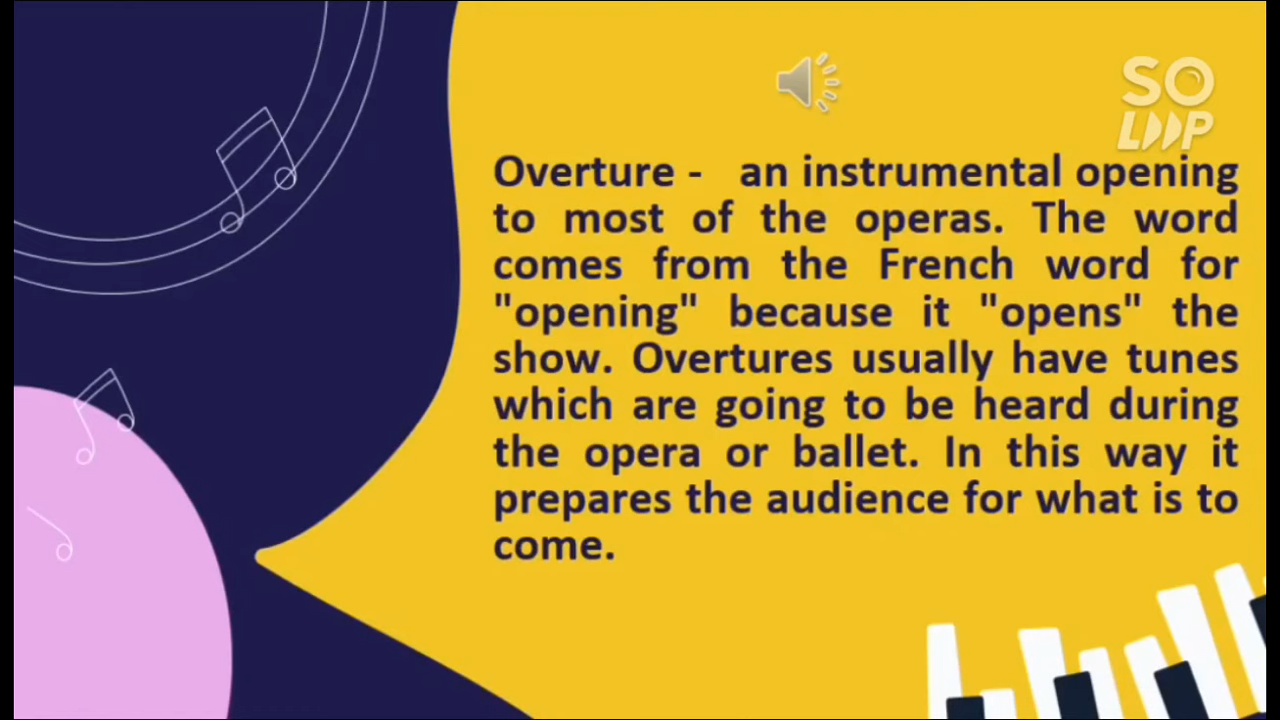 SO
LOOP
Overture - an instrumental opening
to most of the operas. The word
comes from the French word for
"opening" because it "opens" the
show. Overtures usually have tunes
which are going to be heard during
the opera or ballet. In this way it
prepares the audience for what is to
come.